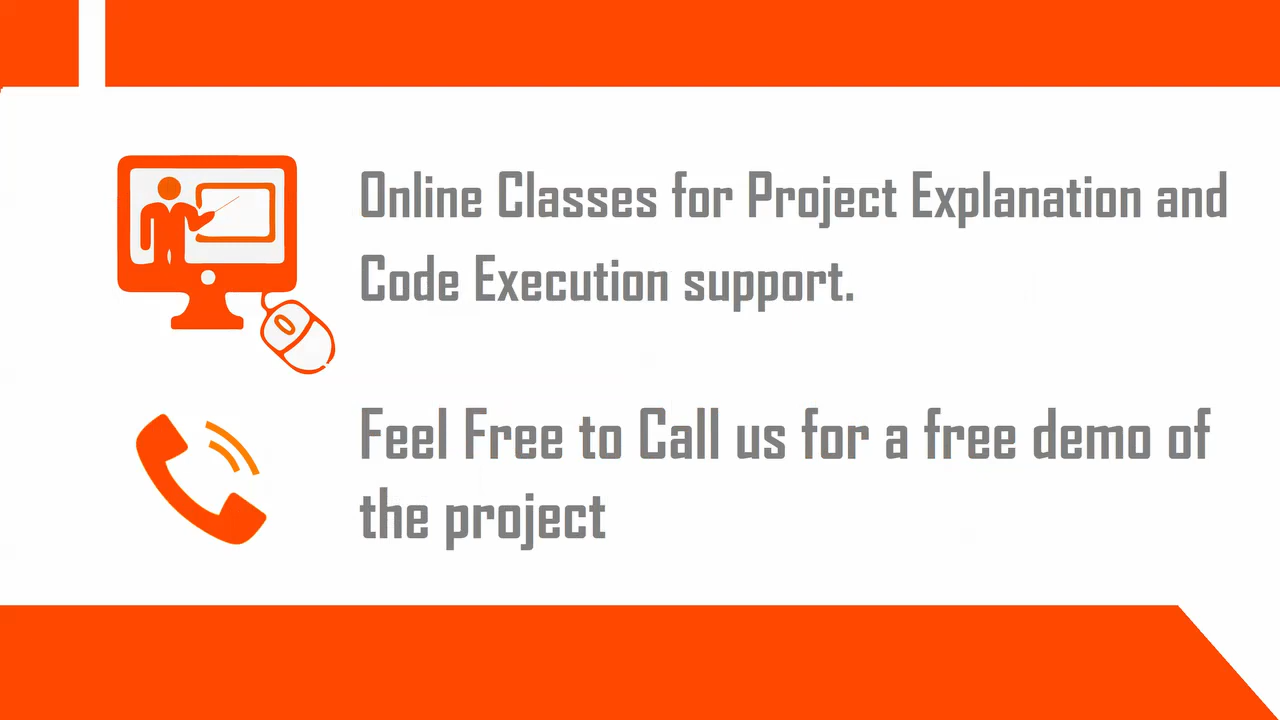 Online Classes for Project Explanation and
Code Execution support.
Feel Free to Call us for a free demo of
the project